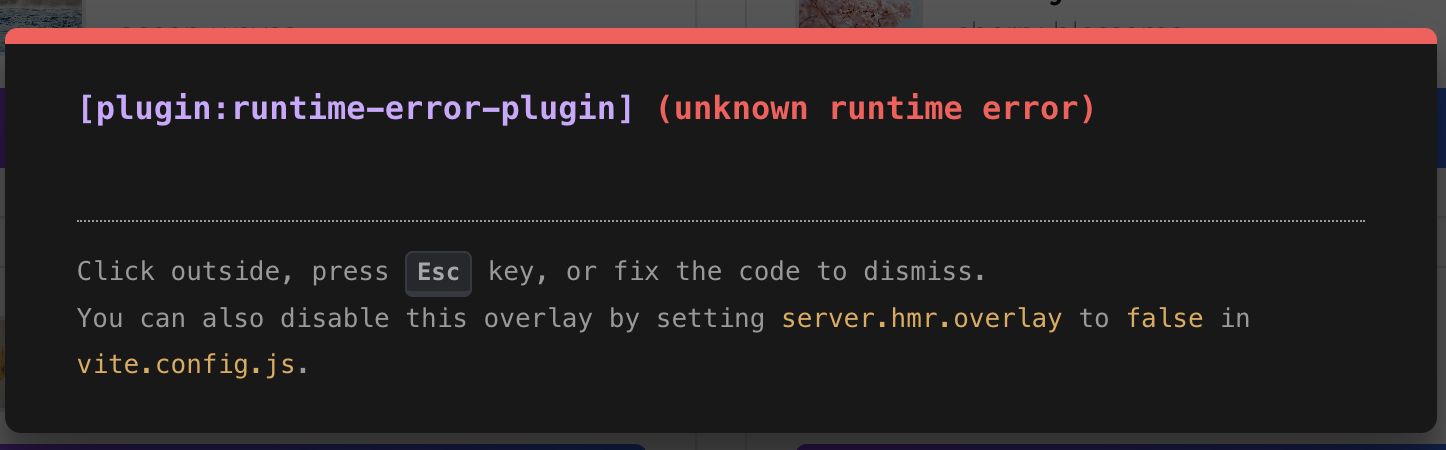 [plugin:runtime-error-plugin] (unknown runtime error)
Click outside, press Esc key, or fix the code to dismiss.
You can also disable this overlay by setting server.hmr.overlay to false in
vite.config.js.